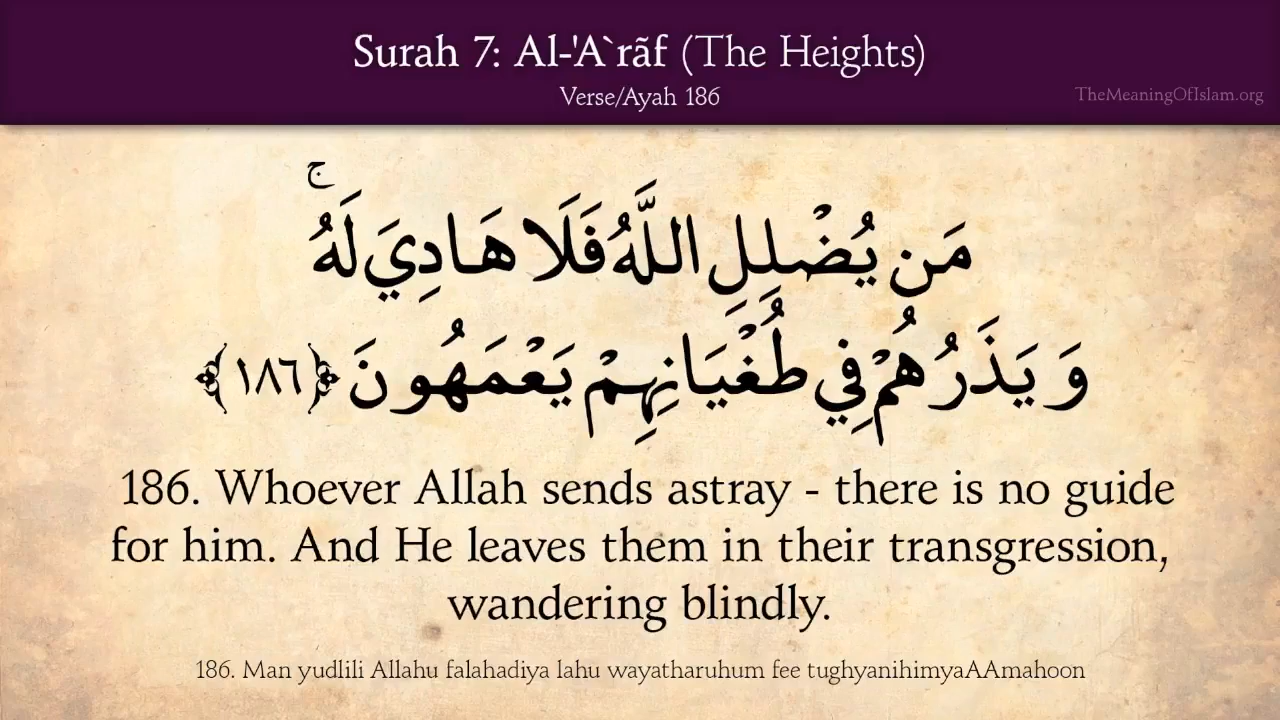 Surah 7: Al-'A`rãf (The Heights)
Verse/Ayah 186
TheMeaningOfIslam.org
مَن يُضْلِلِ اللَّهُ فَلَا هَادِيَ لَهُ ۚ
وَيَذَرُهُمْ فِي طُغْيَانِهِمْ يَعْمَهُونَ ﴿١٨٦﴾
186. Whoever Allah sends astray - there is no guide
for him. And He leaves them in their transgression,
wandering blindly.
186. Man yudlili Allahu falahadiya lahu wayatharuhum fee tughyanihimyaAAmahoon